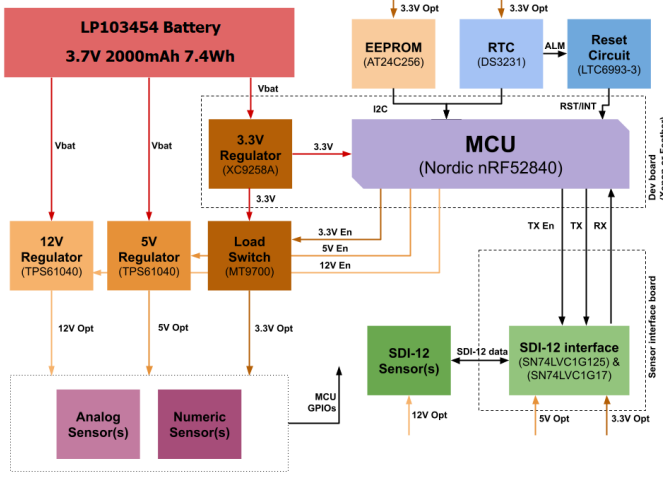 LP103454 Battery
3.7V 2000mAh 7.4Wh
3.3V Opt
3.3V Opt
EEPROM
(AT24C256)
RTC
(DS3231)
ALM
Reset
Circuit
(LTC6993-3)
Vbat
Vbat
Vbat
I2C
RST/INT
3.3V
Regulator
(XC9258A)
3.3V
MCU
(Nordic nRF52840)
Dev board
3.3V
12V
Regulator
(TPS61040)
5V
Regulator
(TPS61040)
Load
Switch
(MT9700)
3.3V En
5V En
12V En
TX En
TX
RX
Sensor interface board
12V Opt
5V Opt
3.3V Opt
SDI-12
Sensor(s)
SDI-12 data
SDI-12 interface
(SN74LVC1G125) &
(SN74LVC1G17)
Analog
Sensor(s)
Numeric
Sensor(s)
MCU
GPIOs
12V Opt
5V Opt
3.3V Opt